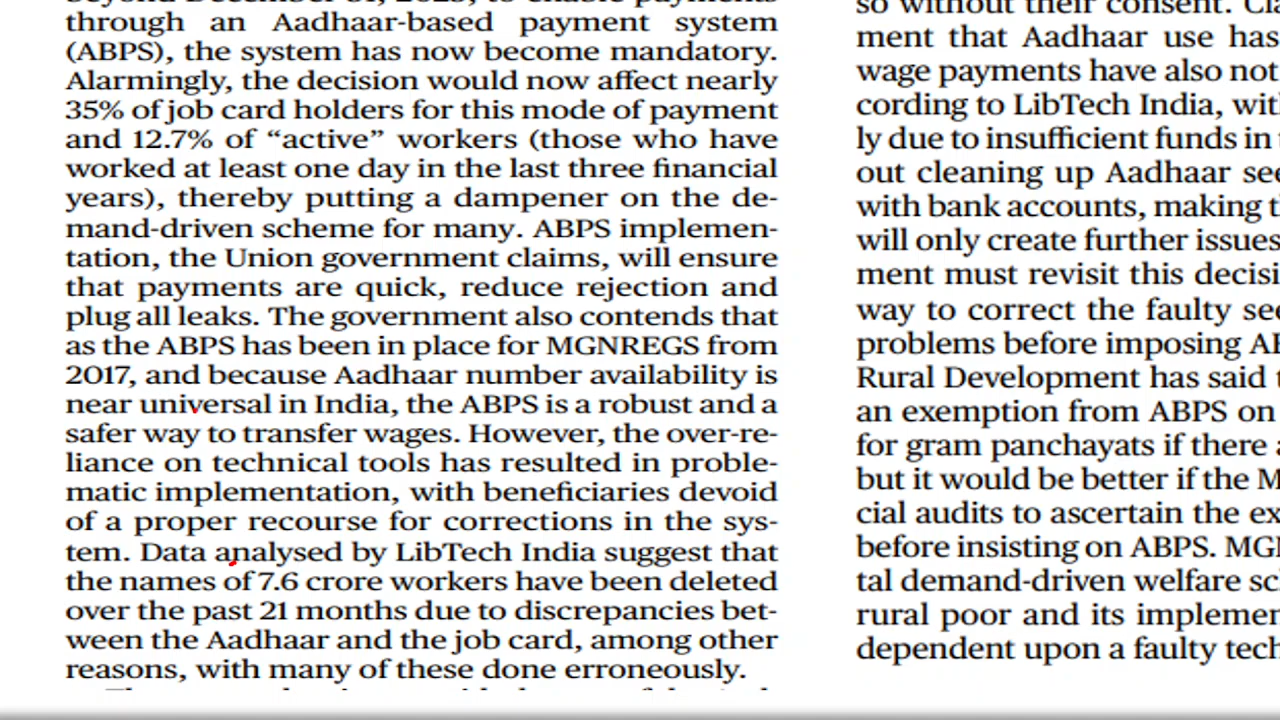 beyond December 31, 2023, to enable payments
through an Aadhaar-based payment system
(ABPS), the system has now become mandatory.
Alarmingly, the decision would now affect nearly
35% of job card holders for this mode of payment
and 12.7% of “active” workers (those who have
worked at least one day in the last three financial
years), thereby putting a dampener on the de-
mand-driven scheme for many. ABPS implemen-
tation, the Union government claims, will ensure
that payments are quick, reduce rejection and
plug all leaks. The government also contends that
as the ABPS has been in place for MGNREGS from
2017, and because Aadhaar number availability is
near universal in India, the ABPS is a robust and a
safer way to transfer wages. However, the over-re-
liance on technical tools has resulted in proble-
matic implementation, with beneficiaries devoid
of a proper recourse for corrections in the sys-
tem. Data analysed by LibTech India suggest that
the names of 7.6 crore workers have been deleted
over the past 21 months due to discrepancies bet-
ween the Aadhaar and the job card, among other
reasons, with many of these done erroneously.
so without their consent. Cla
ment that Aadhaar use has
wage payments have also not
cording to LibTech India, wit
ly due to insufficient funds in
out cleaning up Aadhaar see
with bank accounts, making t
will only create further issues
ment must revisit this decisi
way to correct the faulty see
problems before imposing AB
Rural Development has said t
an exemption from ABPS on
for gram panchayats if there a
but it would be better if the M
cial audits to ascertain the ex
before insisting on ABPS. MGN
tal demand-driven welfare sc
rural poor and its implemen
dependent upon a faulty tech